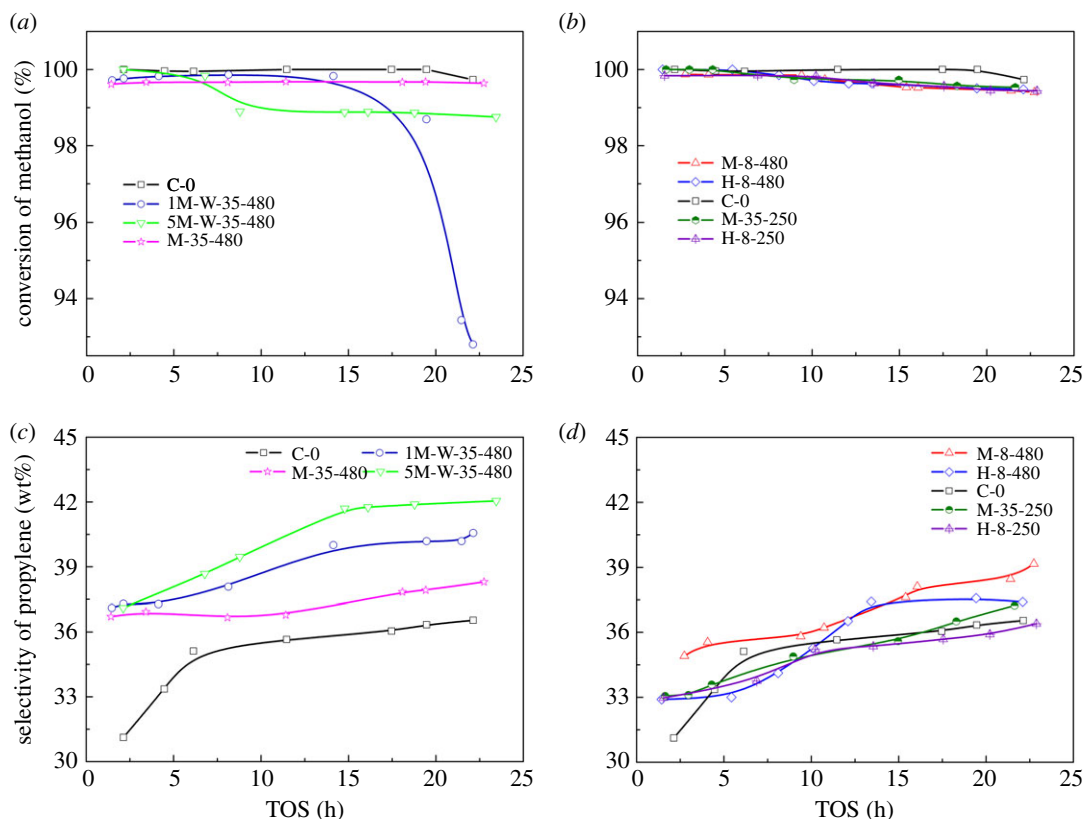 (a)
(b)
conversion of methanol (%)
100
98
96
94
C-0
1M-W-35-480
5M-W-35-480
M-35-480
0 5 10 15 20 25
100
98
96
94
M-8-480
H-8-480
C-0
M-35-250
H-8-250
0 5 10 15 20 25
(c)
(d)
selectivity of propylene (wt%)
45
42
39
36
33
30
C-0 1M-W-35-480
M-35-480 5M-W-35-480
0 5 10 15 20 25
TOS (h)
45
42
39
36
33
30
M-8-480
H-8-480
C-0
M-35-250
H-8-250
0 5 10 15 20 25
TOS (h)